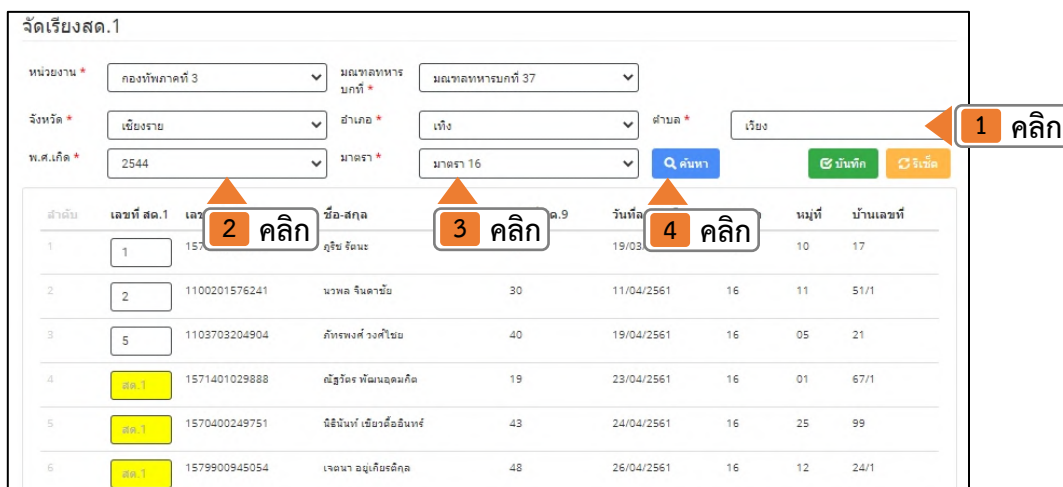 จัดเรียงสด.1
หน่วยงาน * กองทัพภาคที่ 3 มณฑลทหารบกที่ * มณฑลทหารบกที่ 37
จังหวัด * เชียงราย อำเภอ * เทิง ตำบล * เวียง 1 คลิก
พ.ศ.เกิด * 2544 มาตรา * มาตรา 16 ค้นหา บันทึก รีเซ็ต
ลำดับ เลขที่ สด.1 ชื่อ-สกุล ด.9 หมู่ที่ บ้านเลขที่
2 คลิก 3 คลิก 4 คลิก
1 1 ภูริช รัตนะ 10 17
2 2 1100201576241 นวพล จินดาชัย 30 11/04/2561 16 11 51/1
3 5 1103703204904 ภัทรพงศ์ วงศ์ไชย 40 19/04/2561 16 05 21
4 สด.1 1571401029888 ณัฐวัตร พัฒนอุดมกิต 19 23/04/2561 16 01 67/1
5 สด.1 1570400249751 นิธินันท์ เขียวตื้ออินทร์ 43 24/04/2561 16 25 99
6 สด.1 1579900945054 เจตนา อยู่เกียรติกุล 48 26/04/2561 16 12 24/1